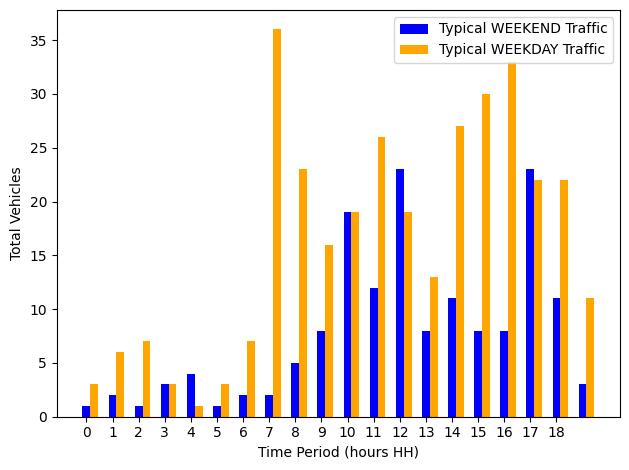 Typical WEEKEND Traffic
Typical WEEKDAY Traffic
Total Vehicles
35
30
25
20
15
10
5
0
0 1 2 3 4 5 6 7 8 9 10 11 12 13 14 15 16 17 18
Time Period (hours HH)